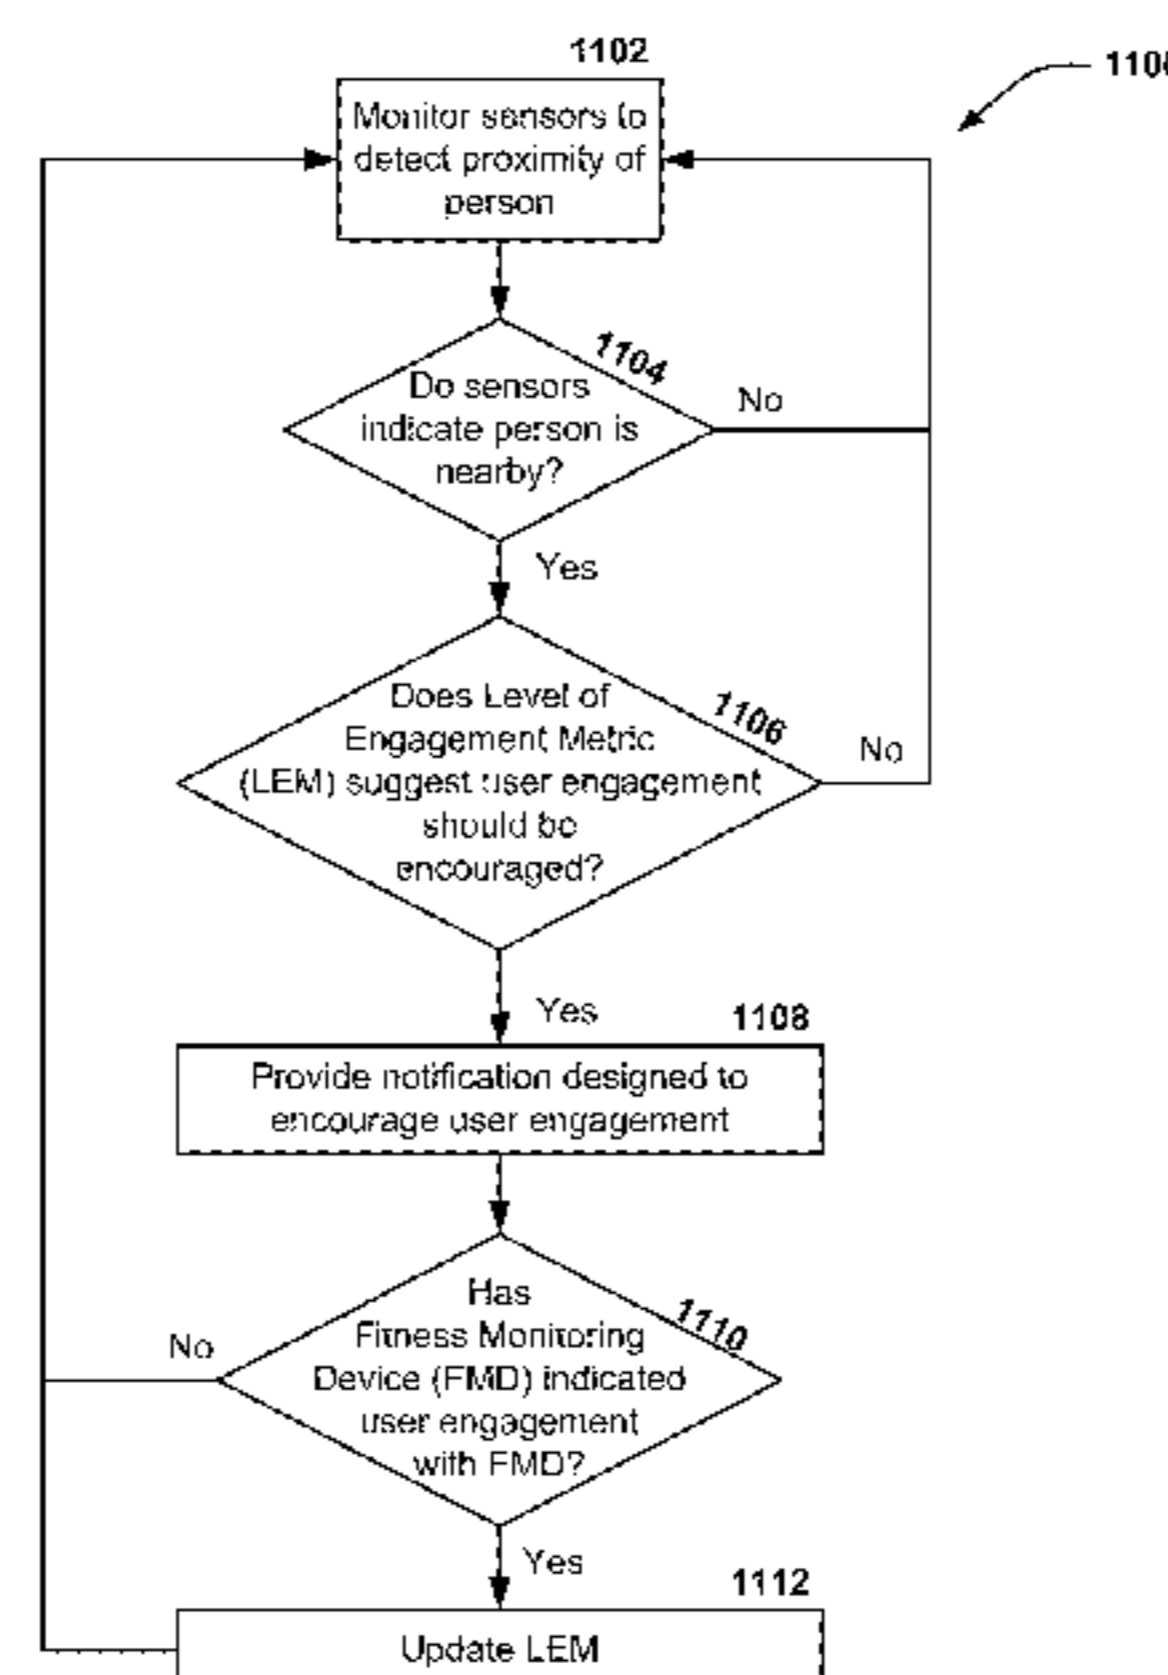 1102
110
Monitor sensors to
detect proximity of
person
1104
Do sensors
indicate person is
nearby?
No
Yes
1106
Does Level of
Engagement Metric
(LEM) suggest user engagement
should be
encouraged?
No
Yes
1108
Provide notification designed to
encourage user engagement
1110
Has
Fitness Monitoring
Device (FMD) indicated
user engagement
with FMD?
No
Yes
1112
Update LEM